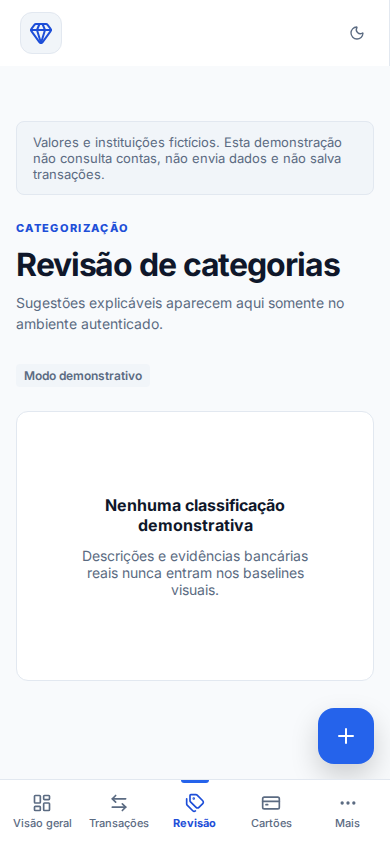 Valores e instituições fictícios. Esta demonstração
não consulta contas, não envia dados e não salva
transações.
CATEGORIZAÇÃO
Revisão de categorias
Sugestões explicáveis aparecem aqui somente no
ambiente autenticado.
Modo demonstrativo
Nenhuma classificação
demonstrativa
Descrições e evidências bancárias
reais nunca entram nos baselines
visuais.
Visão geral
Transações
Revisão
Cartões
Mais